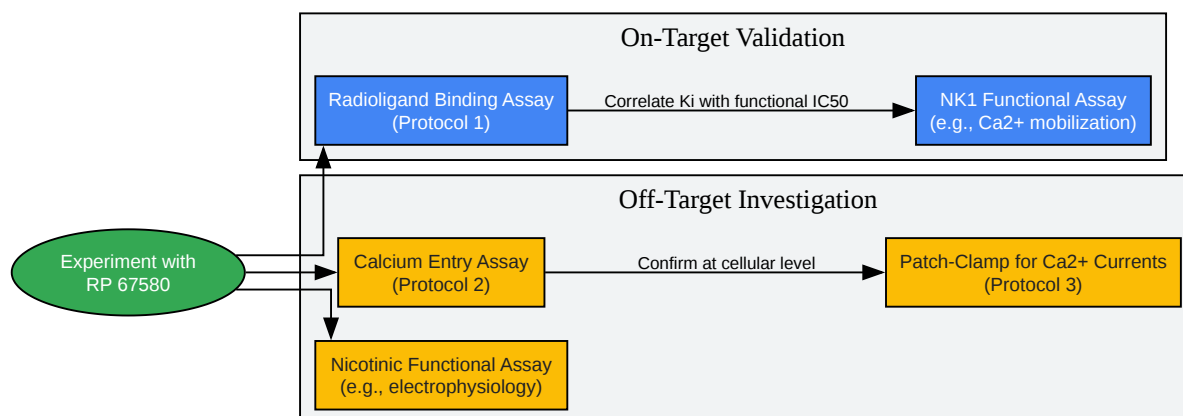 On-Target Validation
Radioligand Binding Assay
(Protocol 1)
Correlate Ki with functional IC50
NK1 Functional Assay
(e.g., Ca2+ mobilization)
Off-Target Investigation
Experiment with
RP 67580
Calcium Entry Assay
(Protocol 2)
Confirm at cellular level
Patch-Clamp for Ca2+ Currents
(Protocol 3)
Nicotinic Functional Assay
(e.g., electrophysiology)